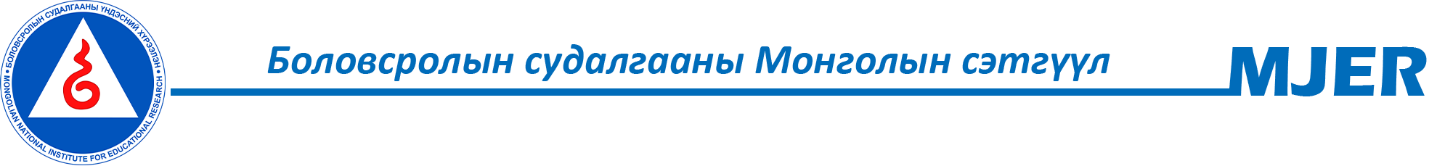 • БОЛОВСРОЛЫН СУДАЛГААНЫ ҮНДЭСНИЙ ХҮРЭЭЛЭН •
MONGOLIAN NATIONAL INSTITUTE FOR EDUCATIONAL RESEARCH
Боловсролын судалгааны Монголын сэтгүүл
MJER